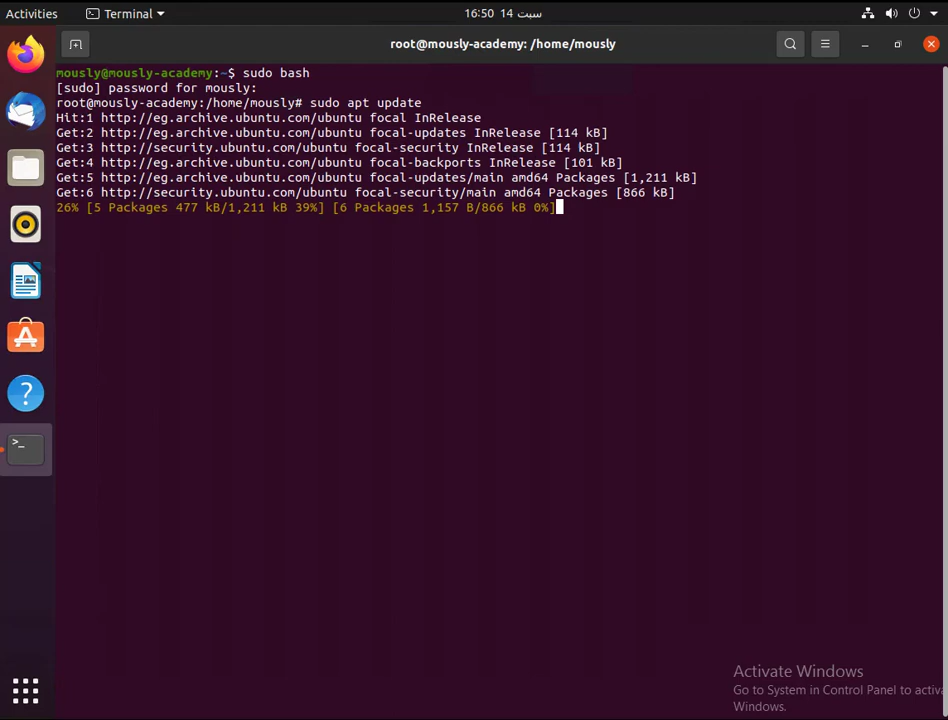 Activities
Terminal
16:50 14 سبت
root@mously-academy: /home/mously
mously@mously-academy:~$ sudo bash
[sudo] password for mously:
root@mously-academy:/home/mously# sudo apt update
Hit:1 http://eg.archive.ubuntu.com/ubuntu focal InRelease
Get:2 http://eg.archive.ubuntu.com/ubuntu focal-updates InRelease [114 kB]
Get:3 http://security.ubuntu.com/ubuntu focal-security InRelease [114 kB]
Get:4 http://eg.archive.ubuntu.com/ubuntu focal-backports InRelease [101 kB]
Get:5 http://eg.archive.ubuntu.com/ubuntu focal-updates/main amd64 Packages [1,211 kB]
Get:6 http://security.ubuntu.com/ubuntu focal-security/main amd64 Packages [866 kB]
26% [5 Packages 477 kB/1,211 kB 39%] [6 Packages 1,157 B/866 kB 0%]
>_
Activate Windows
Go to System in Control Panel to activa
Windows.